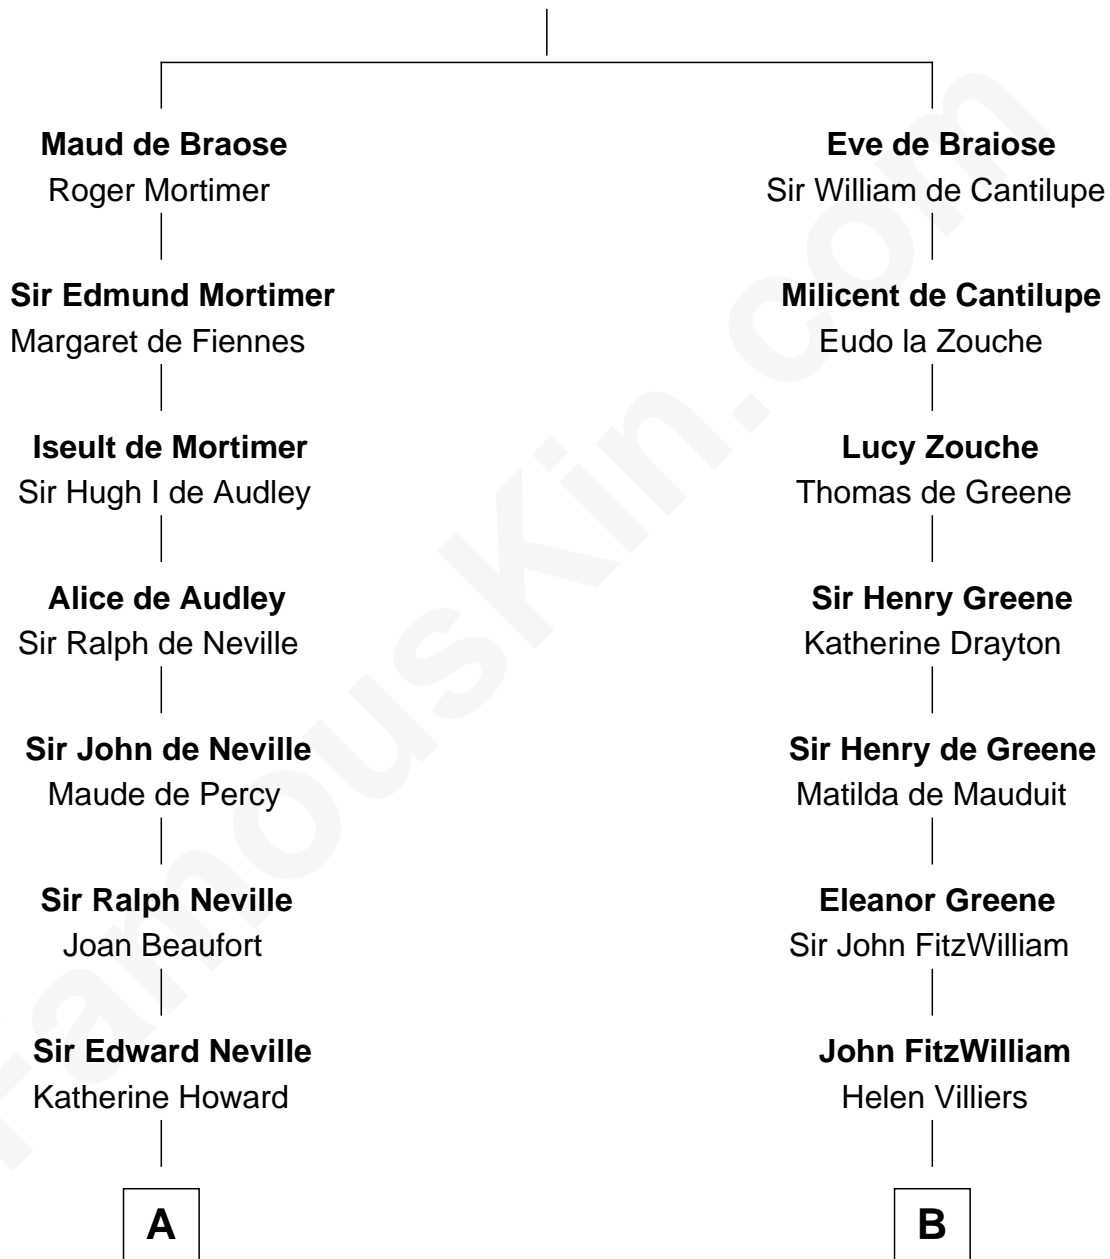 Maud de Braose
Roger Mortimer
Sir Edmund Mortimer
Margaret de Fiennes
Iseult de Mortimer
Sir Hugh I de Audley
Alice de Audley
Sir Ralph de Neville
Sir John de Neville
Maude de Percy
Sir Ralph Neville
Joan Beaufort
Sir Edward Neville
Katherine Howard
A
Eve de Braiose
Sir William de Cantilupe
Milicent de Cantilupe
Eudo la Zouche
Lucy Zouche
Thomas de Greene
Sir Henry Greene
Katherine Drayton
Sir Henry de Greene
Matilda de Mauduit
Eleanor Greene
Sir John FitzWilliam
John FitzWilliam
Helen Villiers
B
FamousKin.com